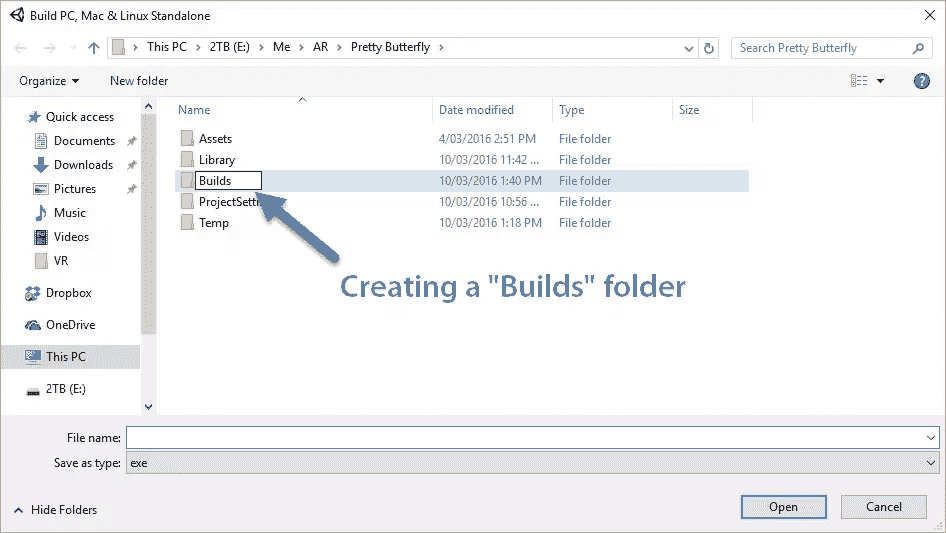 Build PC, Mac & Linux Standalone
This PC > 2TB (E:) > Me > AR > Pretty Butterfly >
Search Pretty Butterfly
Organize
New folder
Name
Date modified
Type
Size
Quick access
Documents
Downloads
Pictures
Music
Videos
VR
Dropbox
OneDrive
This PC
2TB (E:)
Assets 4/03/2016 2:51 PM File folder
Library 10/03/2016 11:42 ... File folder
Builds 10/03/2016 1:40 PM File folder
ProjectSetti 10/03/2016 10:56 ... File folder
Temp 10/03/2016 1:18 PM File folder
Creating a "Builds" folder
File name:
Save as type: exe
Hide Folders
Open
Cancel